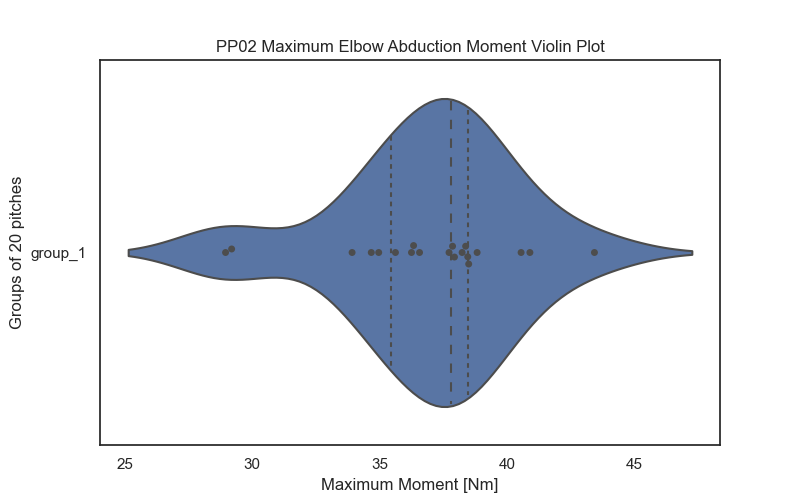 PP02 Maximum Elbow Abduction Moment Violin Plot
Groups of 20 pitches
group_1
25 30 35 40 45
Maximum Moment [Nm]